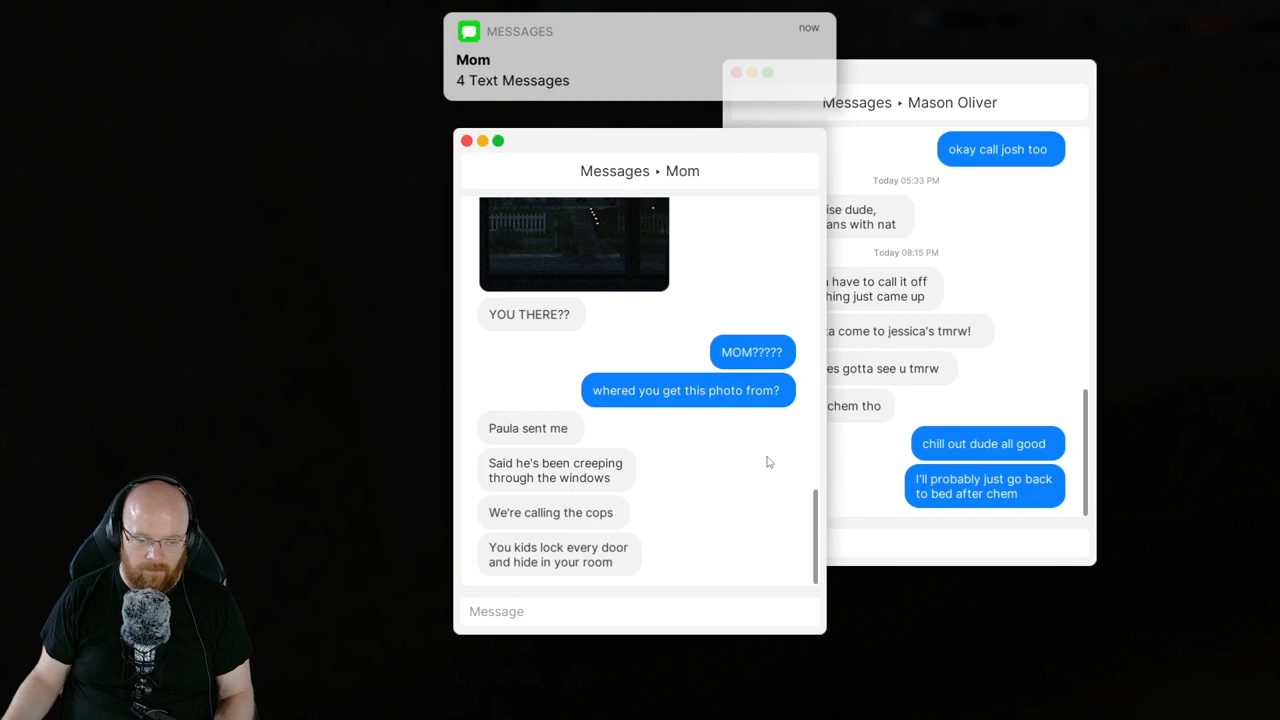 MESSAGES
now
Mom
4 Text Messages
Messages ‣ Mom
YOU THERE??
MOM?????
whered you get this photo from?
Paula sent me
Said he's been creeping
through the windows
We're calling the cops
You kids lock every door
and hide in your room
Message
Messages ‣ Mason Oliver
okay call josh too
Today 05:33 PM
dude,
with nat
Today 08:15 PM
have to call it off
just came up
come to jessica's tmrw!
gotta see u tmrw
chem tho
chill out dude all good
I'll probably just go back
to bed after chem